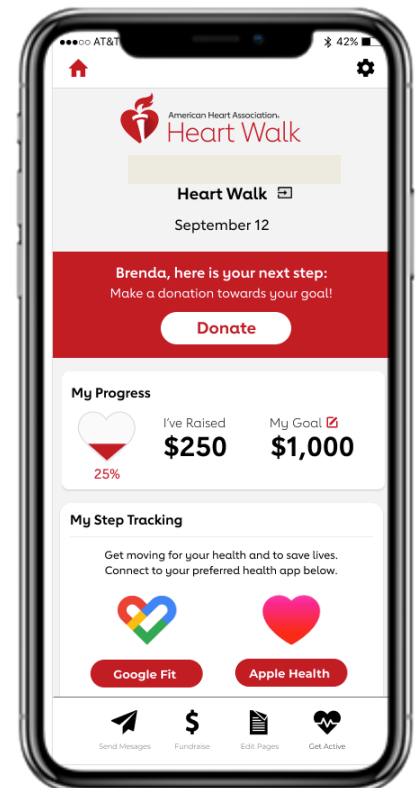 AT&T 42%
American Heart Association®
Heart Walk
Heart Walk
September 12
Brenda, here is your next step:
Make a donation towards your goal!
Donate
My Progress
I've Raised My Goal
$250 $1,000
25%
My Step Tracking
Get moving for your health and to save lives.
Connect to your preferred health app below.
Google Fit Apple Health
Send Mesages Fundraise Edit Pages Get Active